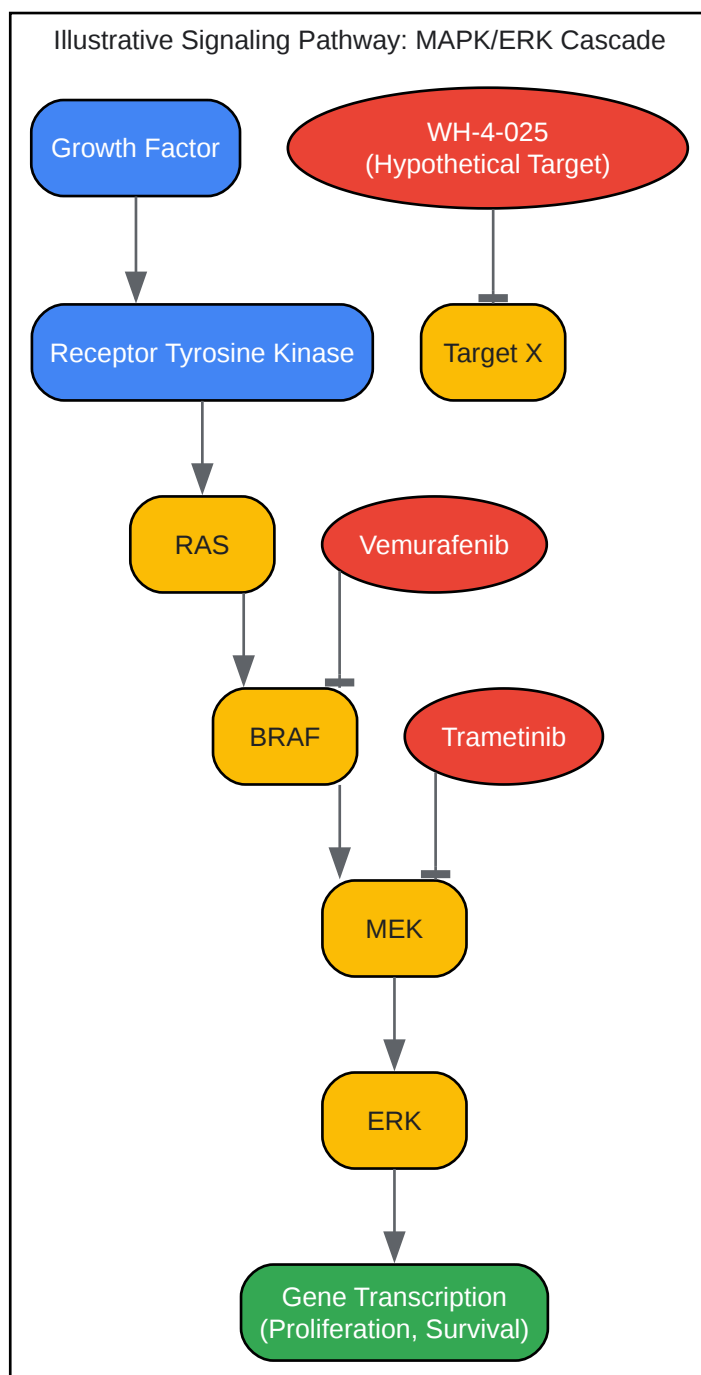 Illustrative Signaling Pathway: MAPK/ERK Cascade
Growth Factor
WH-4-025
(Hypothetical Target)
Receptor Tyrosine Kinase
Target X
RAS
Vemurafenib
BRAF
Trametinib
MEK
ERK
Gene Transcription
(Proliferation, Survival)